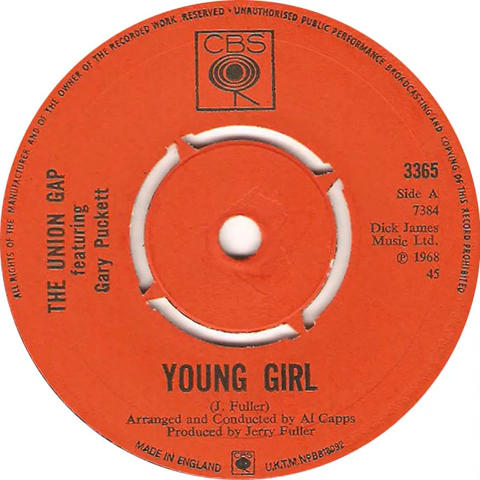 ALL RIGHTS OF THE MANUFACTURER AND OF THE OWNER OF THE RECORDED WORK RESERVED • UNAUTHORISED PUBLIC PERFORMANCE BROADCASTING AND COPYING OF THIS RECORD PROHIBITED
CBS
THE UNION GAP
featuring
Gary Puckett
3365
Side A
7384
Dick James
Music Ltd.
℗ 1968
45
YOUNG GIRL
(J. Fuller)
Arranged and Conducted by Al Capps
Produced by Jerry Fuller
MADE IN ENGLAND
CBS